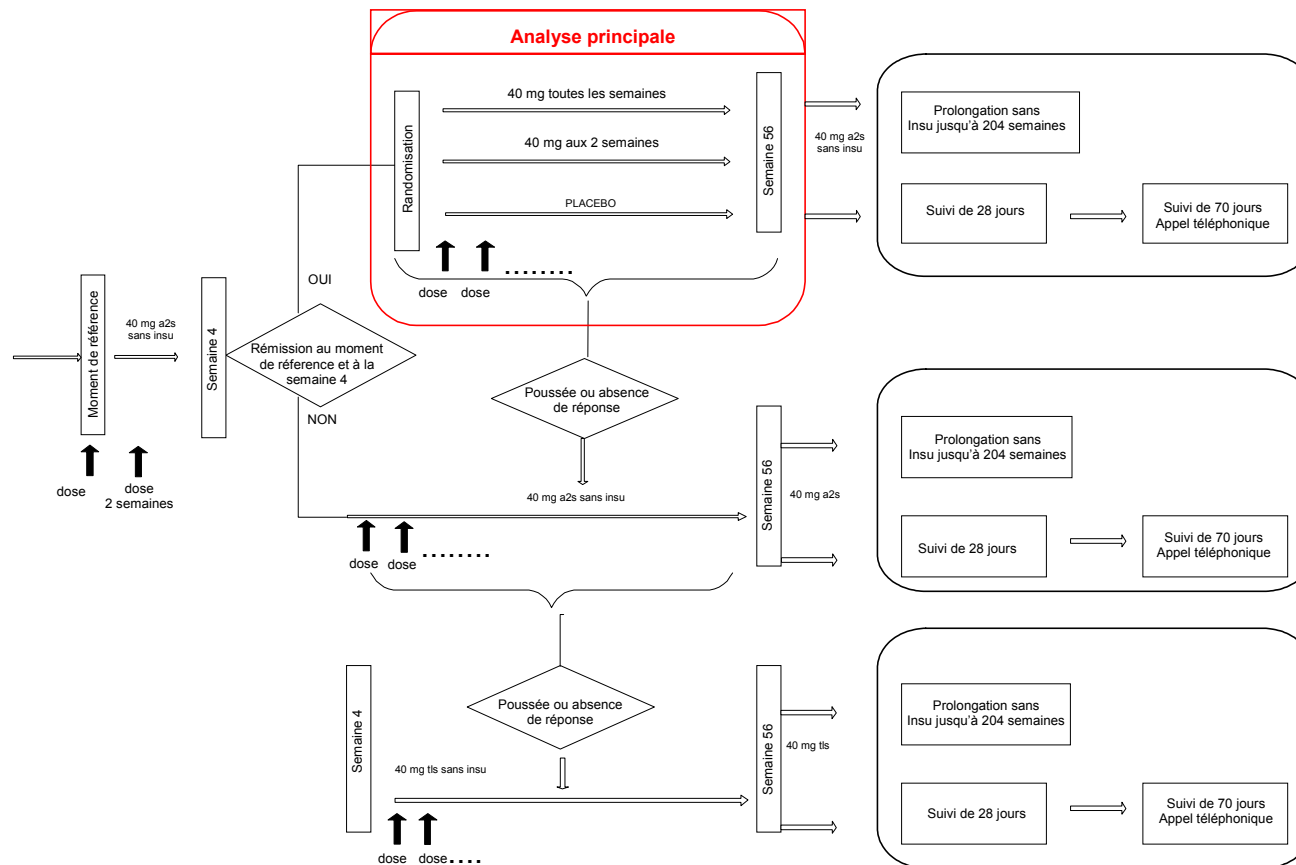 Analyse principale
40 mg toutes les semaines
40 mg aux 2 semaines
PLACEBO
Randomisation
Semaine 56
dose
dose
........
40 mg a2s
sans insu
Prolongation sans
Insu jusqu'à 204 semaines
Suivi de 28 jours
Suivi de 70 jours
Appel téléphonique
Moment de référence
40 mg a2s
sans insu
dose
dose
2 semaines
Semaine 4
OUI
Rémission au moment
de réference et à la
semaine 4
NON
Poussée ou absence
de réponse
40 mg a2s sans insu
dose
dose
........
Semaine 56
40 mg a2s
Prolongation sans
Insu jusqu'à 204 semaines
Suivi de 28 jours
Suivi de 70 jours
Appel téléphonique
Semaine 4
Poussée ou absence
de réponse
40 mg tls sans insu
dose
dose....
Semaine 56
40 mg tls
Prolongation sans
Insu jusqu'à 204 semaines
Suivi de 28 jours
Suivi de 70 jours
Appel téléphonique